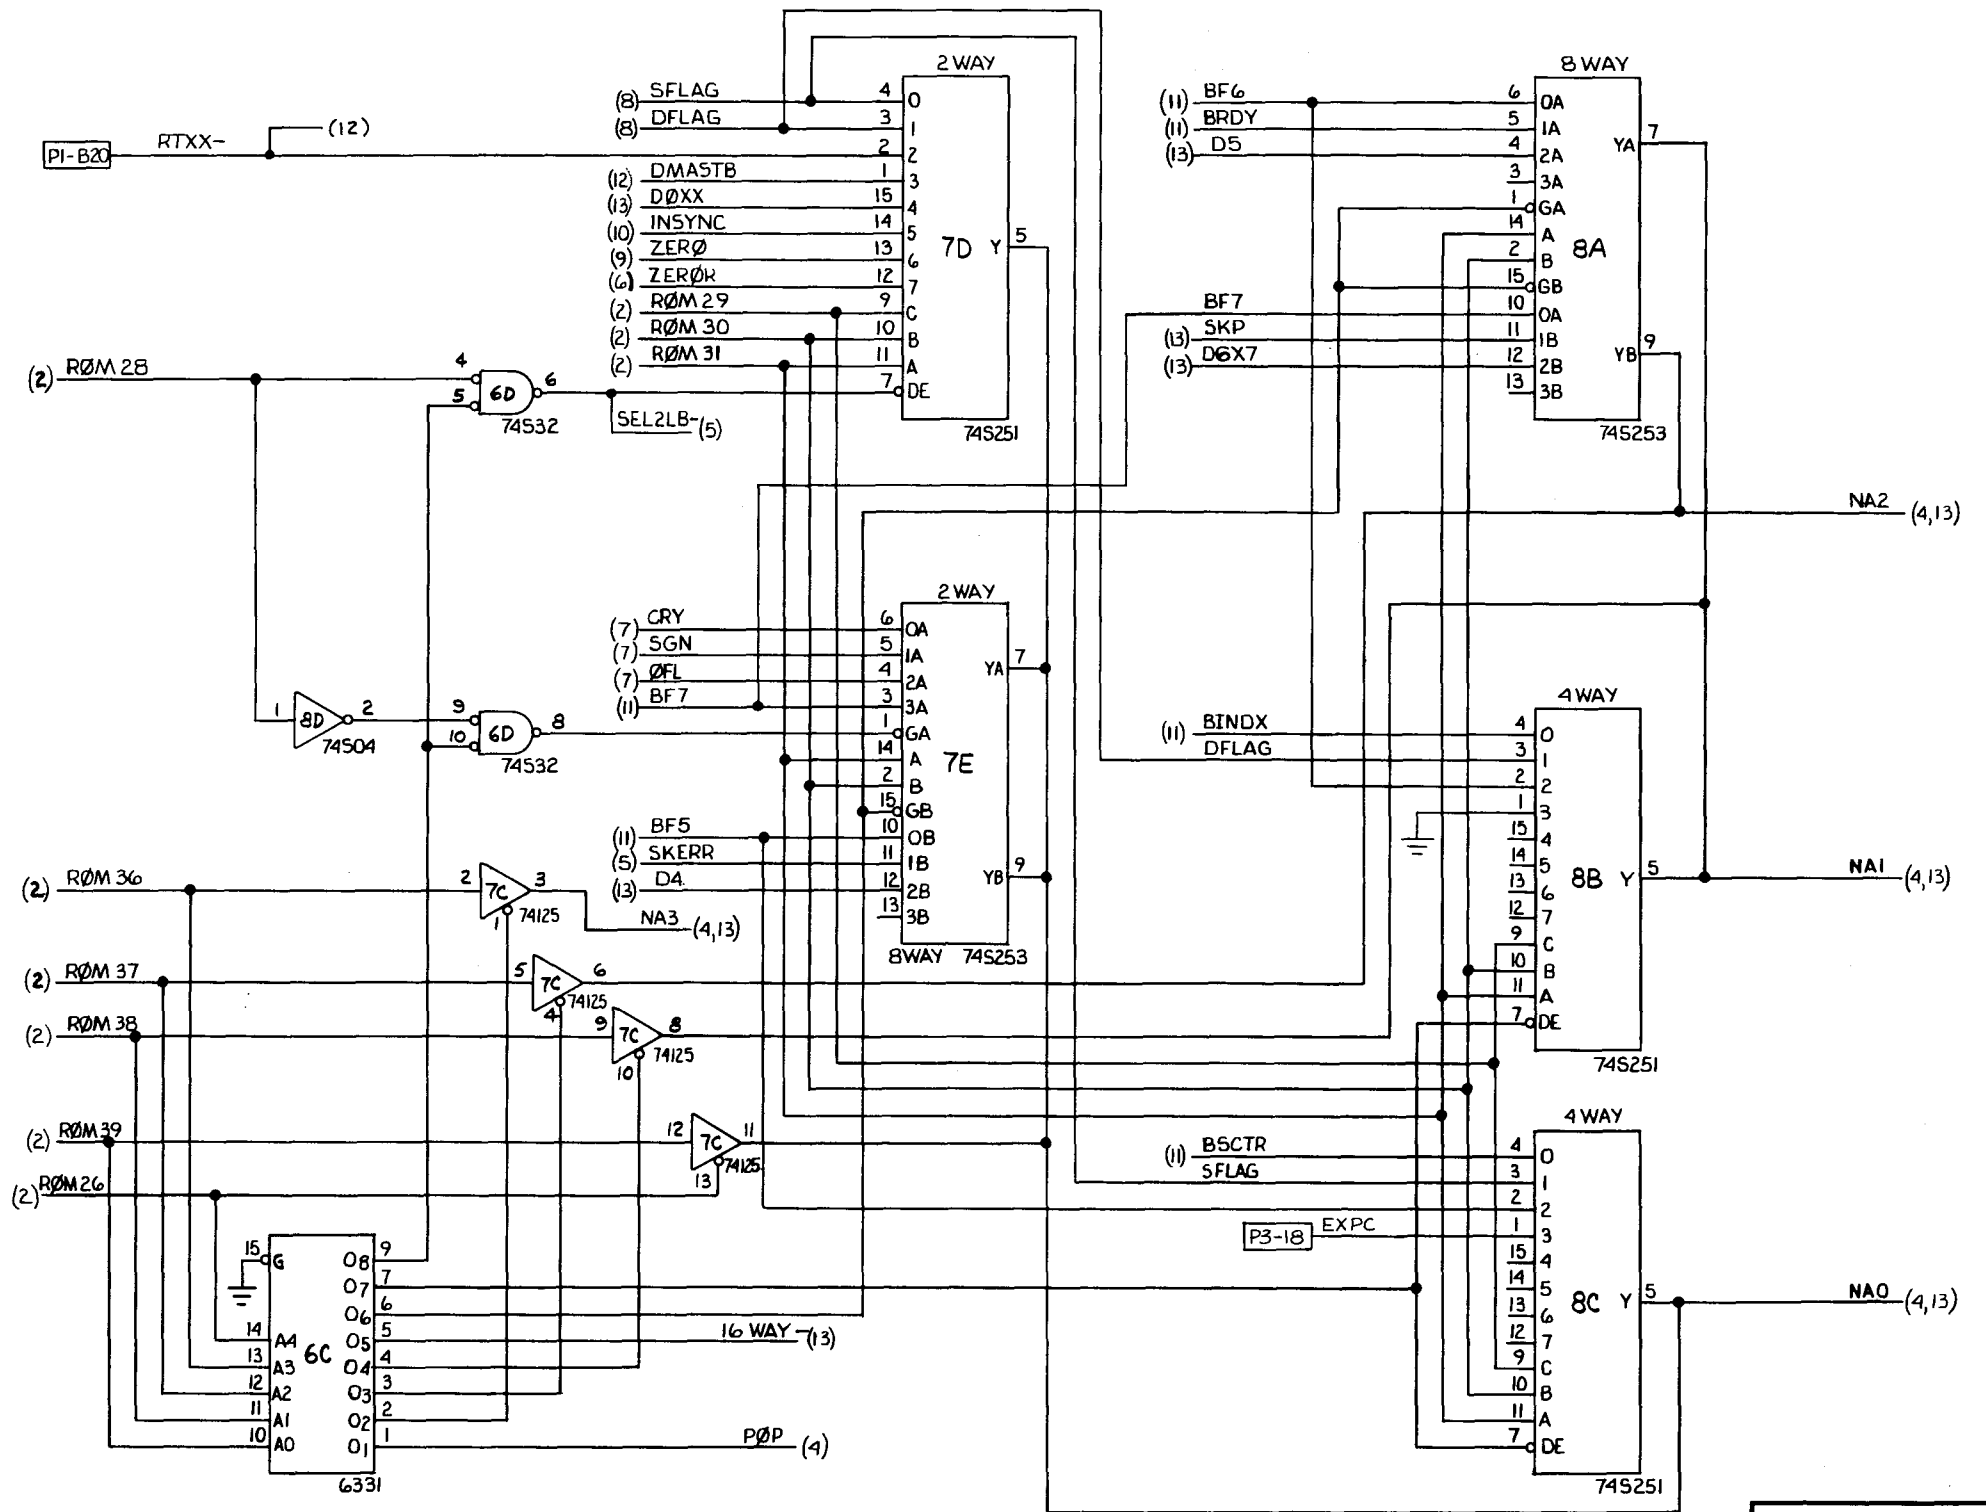 2 WAY
(8) SFLAG 4 0
(8) DFLAG 3 1
P1-B20 RTXX- (12) 2 2
(12) DMASTB 1 3
(13) DØXX 15 4
(10) INSYNC 14 5
(9) ZERØ 13 6
(6) ZERØR 12 7
(2) RØM 29 9 C
(2) RØM 30 10 B
(2) RØM 31 11 A
7 DE
7D Y 5
74S251
(2) RØM 28
4 5 6D 6
74S32
SEL2LB- (5)
8 WAY
(11) BF6 6 0A
(11) BRDY 5 1A
(13) D5 4 2A
3 3A
1 GA
14 A
2 B
15 GB
BF7 10 0A
(13) SKP 11 1B
(13) D6X7 12 2B
13 3B
8A YA 7
YB 9
74S253
NA2 (4,13)
2 WAY
(7) CRY 6 0A
(7) SGN 5 1A
(7) ØFL 4 2A
(11) BF7 3 3A
1 GA
14 A
2 B
15 GB
(11) BF5 10 0B
(5) SKERR 11 1B
(13) D4 12 2B
13 3B
7E YA 7
YB 9
8WAY 74S253
1 8D 2
74S04
9 10 6D 8
74S32
4 WAY
(11) BINDX 4 0
DFLAG 3 1
2 2
1 3
15 4
14 5
13 6
12 7
9 C
10 B
11 A
7 DE
8B Y 5
NA1 (4,13)
74S251
(2) RØM 36 2 7C 3
1 74125
NA3 (4,13)
(2) RØM 37 5 7C 6
4 74125
(2) RØM 38 9 7C 8
10 74125
(2) RØM 39 12 7C 11
13 74125
(2) RØM 26
4 WAY
(11) BSCTR 4 0
SFLAG 3 1
2 2
P3-18 EXPC 1 3
15 4
14 5
13 6
12 7
9 C
10 B
11 A
7 DE
8C Y 5
NA0 (4,13)
74S251
15 G O8 9
O7 7
O6 6
O5 5 16 WAY- (13)
14 A4 6C O4 4
13 A3
12 A2 O3 3
11 A1 O2 2
10 A0 O1 1 PØP (4)
6331